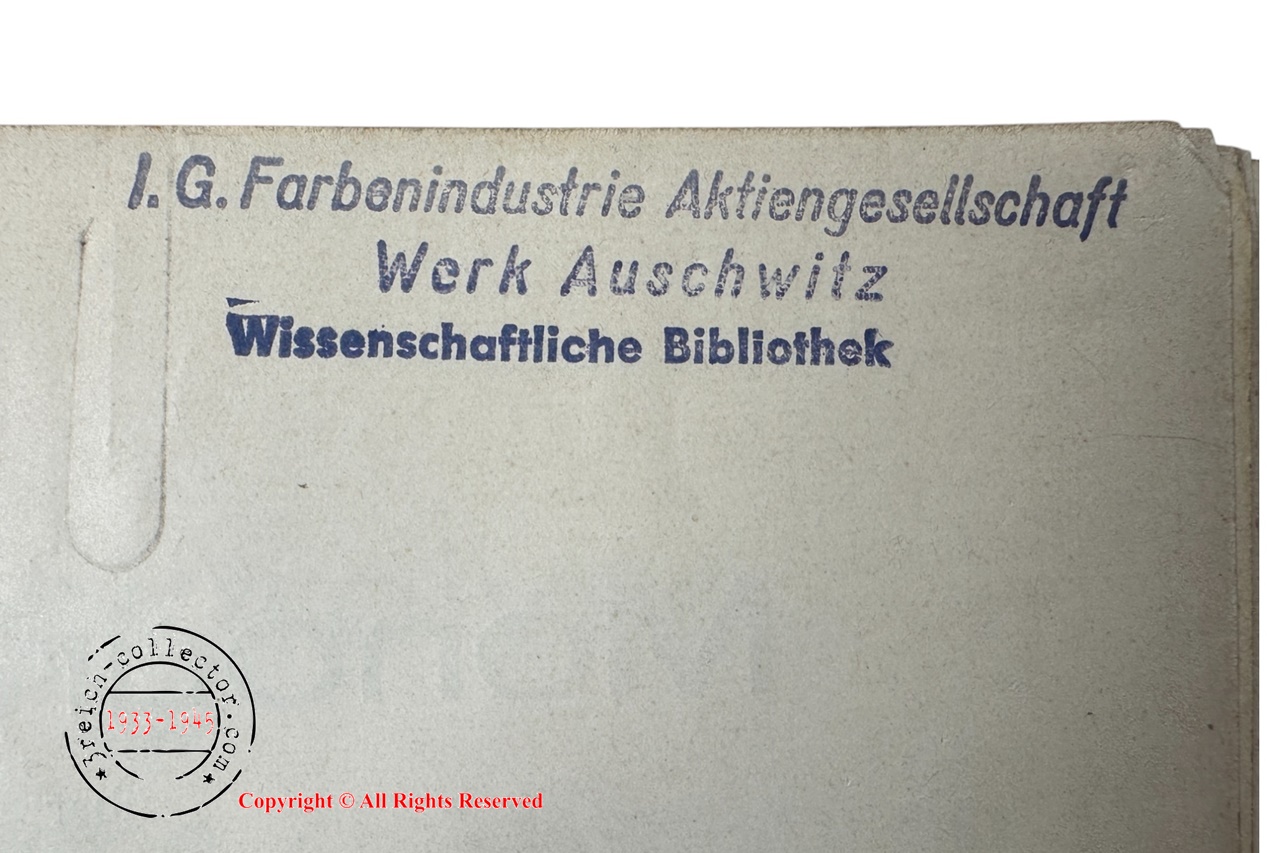 I. G. Farbenindustrie Aktiengesellschaft
Werk Auschwitz
Wissenschaftliche Bibliothek
3reich-collector.com
1933-1945
Copyright © All Rights Reserved